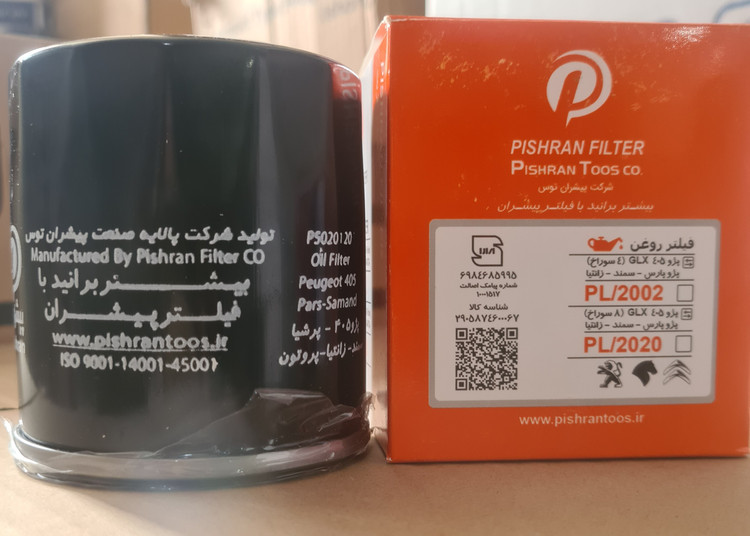 تولید شرکت پالایه صنعت پیشران توس
Manufactured By Pishran Filter CO
بیشتر برانید با
فیلتر پیشران
www.pishrantoos.ir
ISO 9001-14001-45001
PS020120
Oil Filter
Peugeot 405
Pars-Samand
پژو ۴۰۵ - پرشیا
سمند-زانتیا-پروتون
PISHRAN FILTER
PISHRAN TOOS CO.
شرکت پیشران توس
بیشتر برانید با فیلتر پیشران
فیلتر روغن
پژو ۴۰۵ GLX (٤ سوراخ)
پژو پارس - سمند - زانتیا
PL/2002
پژو ۴۰۵ GLX (۸ سوراخ)
پژو پارس - سمند - زانتیا
PL/2020
۶۹۸۴۶۸۵۹۹۵
شماره پیامک اصالت
۱۰۰۰۱۵۱۷
شناسه کالا
۲۹۰۵۸۷۴۶۰۰۰۶۷
www.pishrantoos.ir